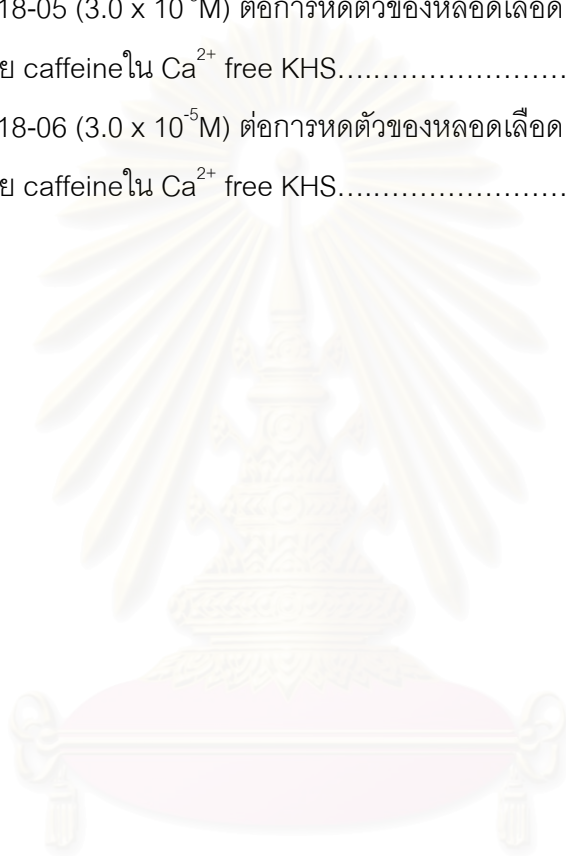 18-05 (3.0 x 10⁻⁵M) ต่อการหดตัวของหลอดเลือด
caffeineใน Ca²⁺ free KHS…………………….
18-06 (3.0 x 10⁻⁵M) ต่อการหดตัวของหลอดเลือด
caffeineใน Ca²⁺ free KHS…………………….